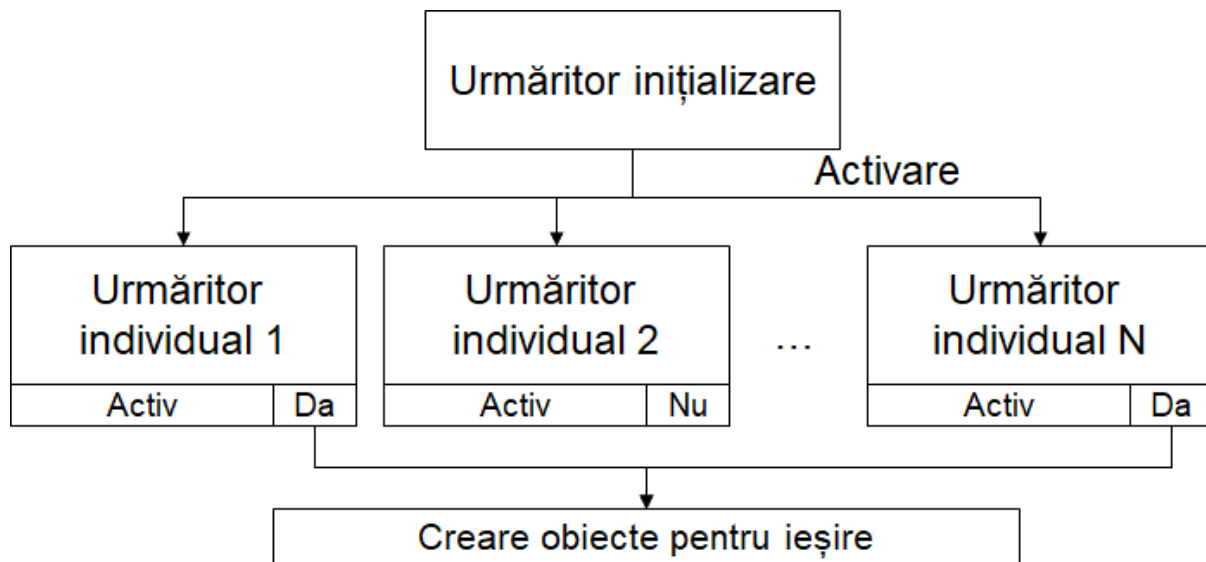 Urmăritor inițializare
Activare
Urmăritor
individual 1
Activ Da
Urmăritor
individual 2
Activ Nu
...
Urmăritor
individual N
Activ Da
Creare obiecte pentru ieșire